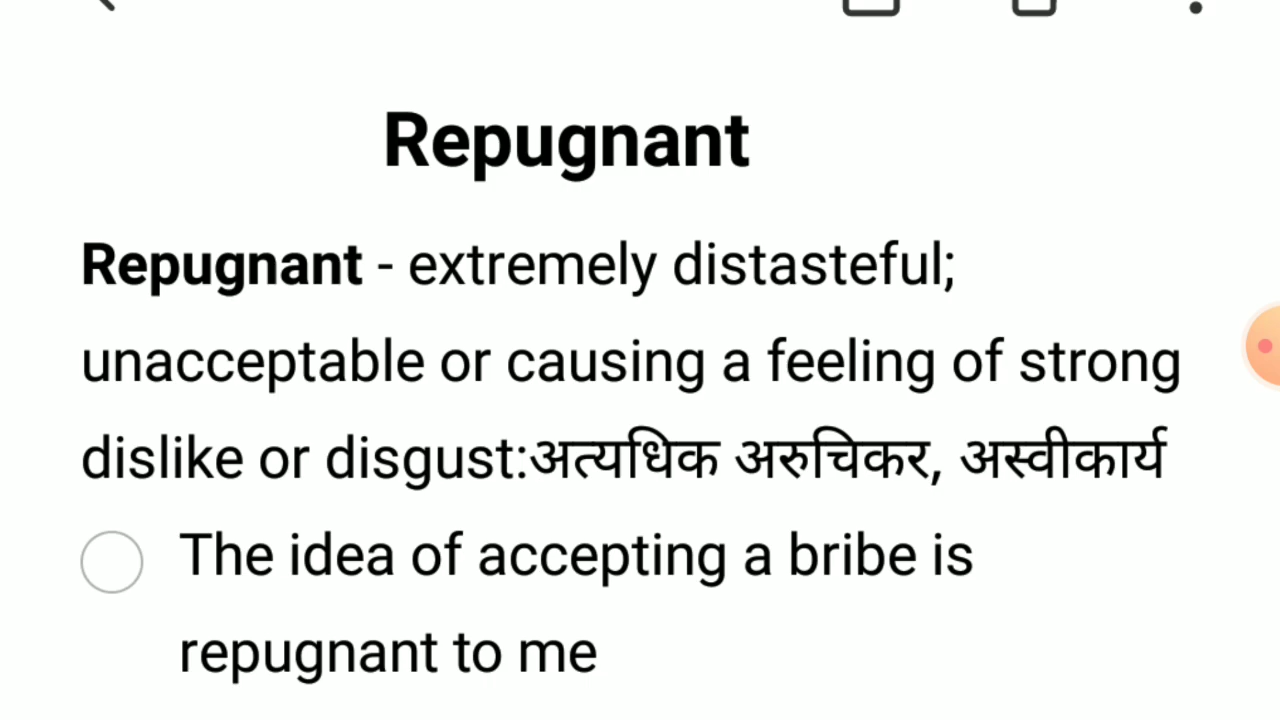 Repugnant
Repugnant - extremely distasteful;
unacceptable or causing a feeling of strong
dislike or disgust:अत्यधिक अरुचिकर, अस्वीकार्य
The idea of accepting a bribe is
repugnant to me